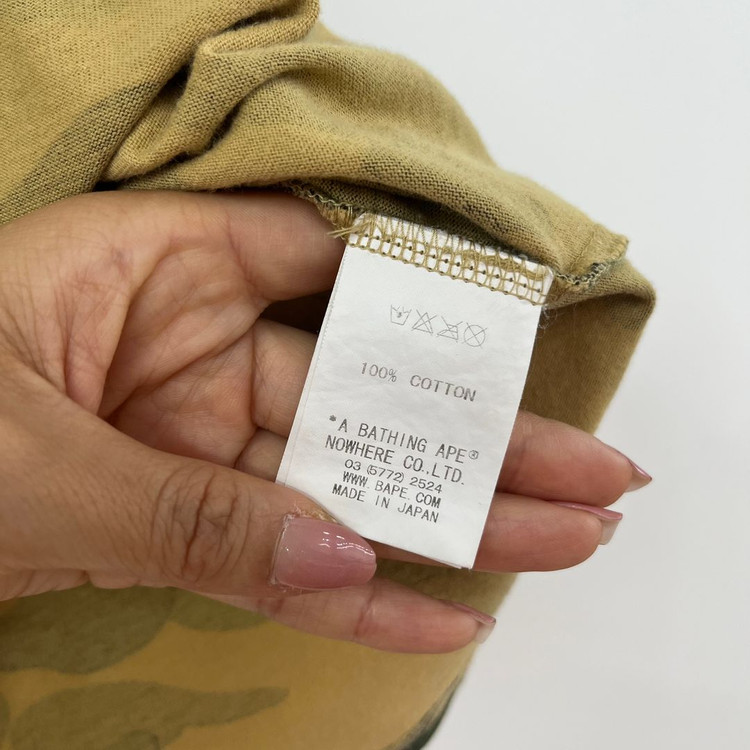 100% COTTON
*A BATHING APE®
NOWHERE CO.,LTD.
03 (5772) 2524
WWW. BAPE. COM
MADE IN JAPAN